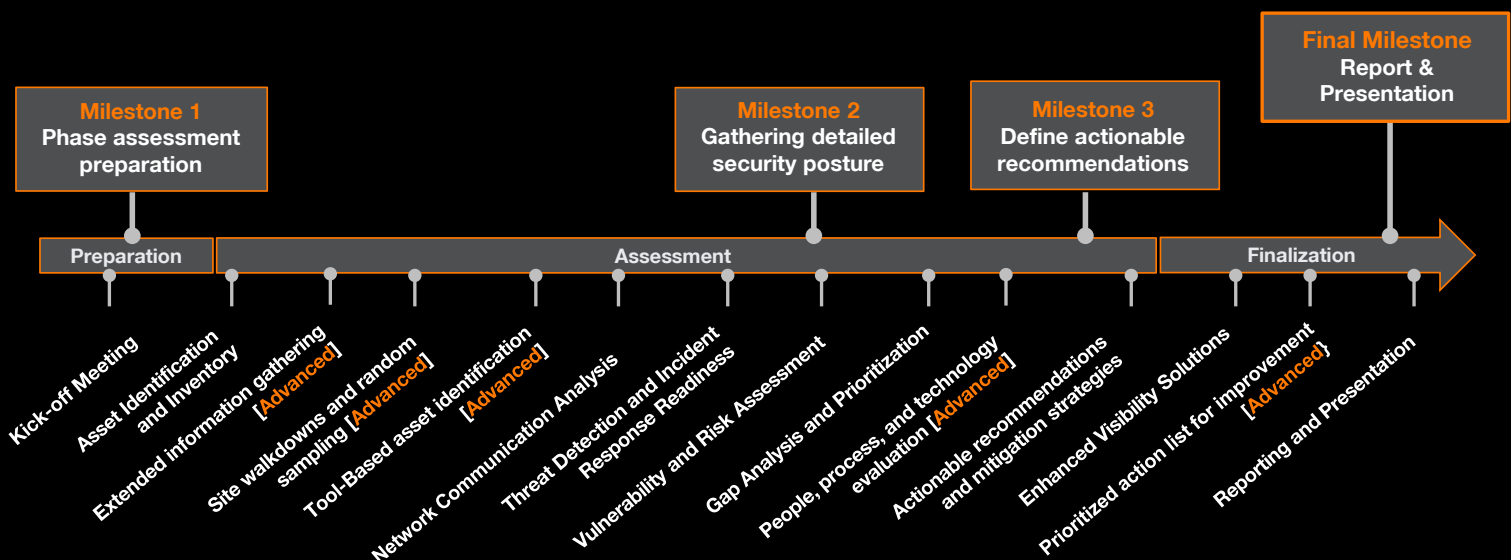 Final Milestone
Report &
Presentation
Milestone 1
Phase assessment
preparation
Milestone 2
Gathering detailed
security posture
Milestone 3
Define actionable
recommendations
Preparation
Assessment
Finalization
Kick-off Meeting
Asset Identification
and Inventory
Extended information gathering
[Advanced]
Site walkdowns and random
sampling [Advanced]
Tool-Based asset identification
[Advanced]
Network Communication Analysis
Threat Detection and Incident
Response Readiness
Vulnerability and Risk Assessment
Gap Analysis and Prioritization
People, process, and technology
evaluation [Advanced]
Actionable recommendations
and mitigation strategies
Enhanced Visibility Solutions
Prioritized action list for improvement
[Advanced}
Reporting and Presentation